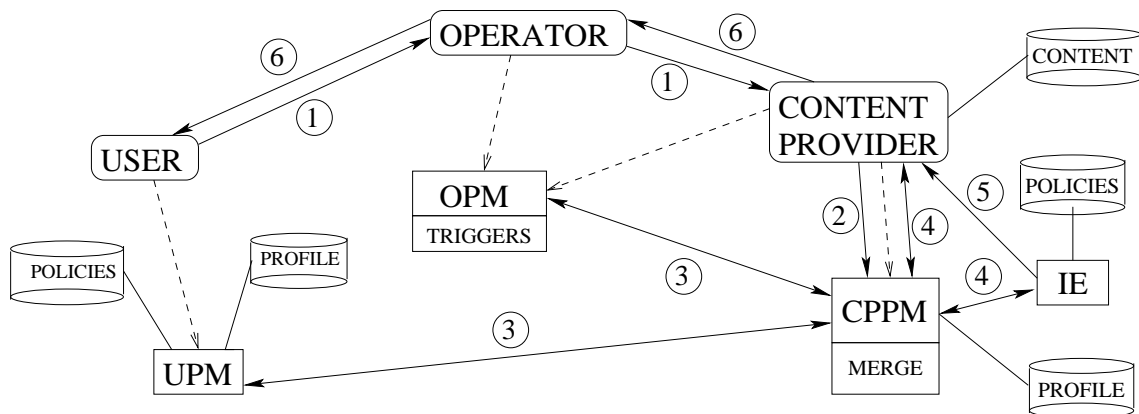 OPERATOR
6
6
1
CONTENT
1
CONTENT
PROVIDER
USER
OPM
POLICIES
TRIGGERS
2
4
5
POLICIES
PROFILE
3
4
IE
CPPM
3
UPM
MERGE
PROFILE